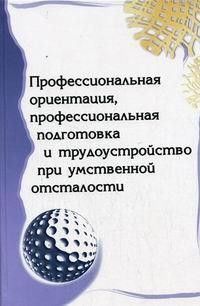 Профессиональная
ориентация,
профессиональная
подготовка
и трудоустройство
при умственной
отсталости